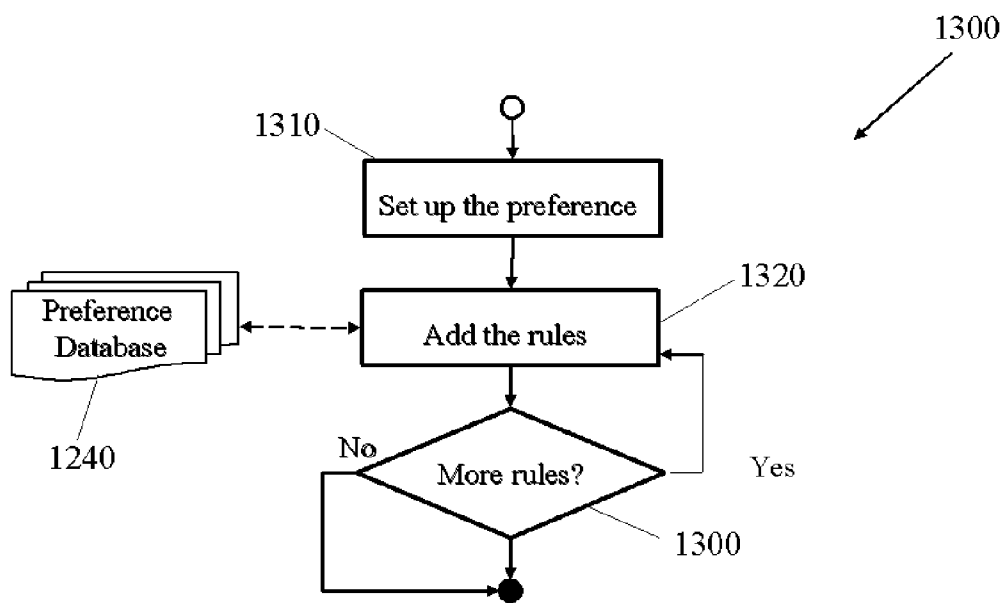 1300
1310
Set up the preference
1320
Preference
Database
Add the rules
1240
No
More rules?
Yes
1300